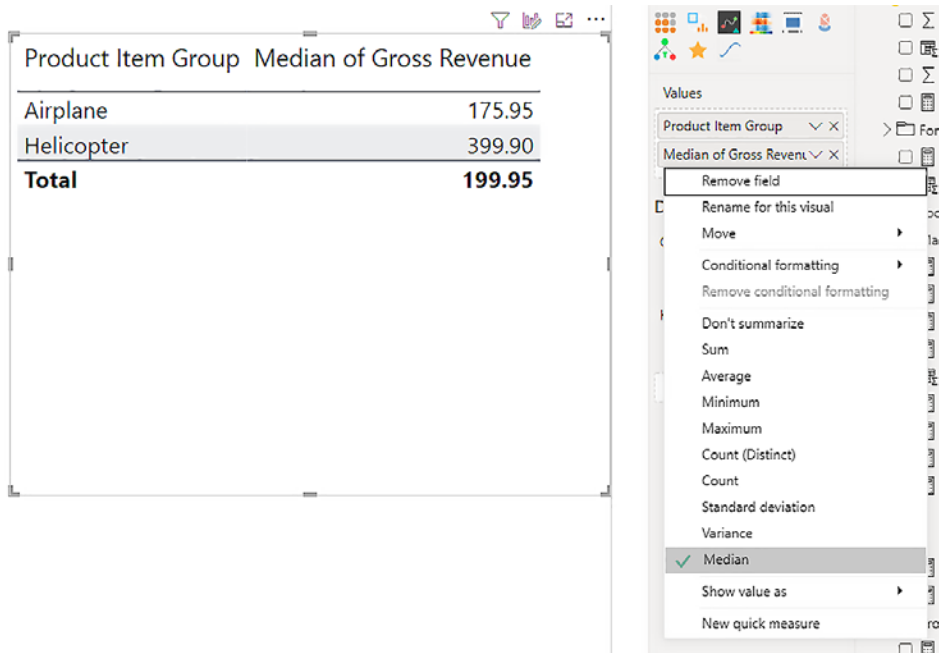 Product Item Group Median of Gross Revenue
Airplane 175.95
Helicopter 399.90
Total 199.95
Values
Product Item Group
Median of Gross Revenu
Remove field
Rename for this visual
Move
Conditional formatting
Remove conditional formatting
Don't summarize
Sum
Average
Minimum
Maximum
Count (Distinct)
Count
Standard deviation
Variance
Median
Show value as
New quick measure
For